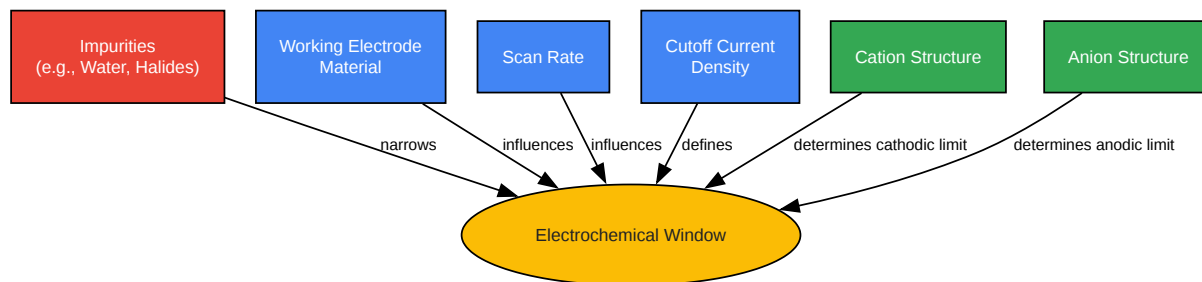 Impurities
(e.g., Water, Halides)
Working Electrode
Material
Scan Rate
Cutoff Current
Density
Cation Structure
Anion Structure
narrows
influences
influences
defines
determines cathodic limit
determines anodic limit
Electrochemical Window